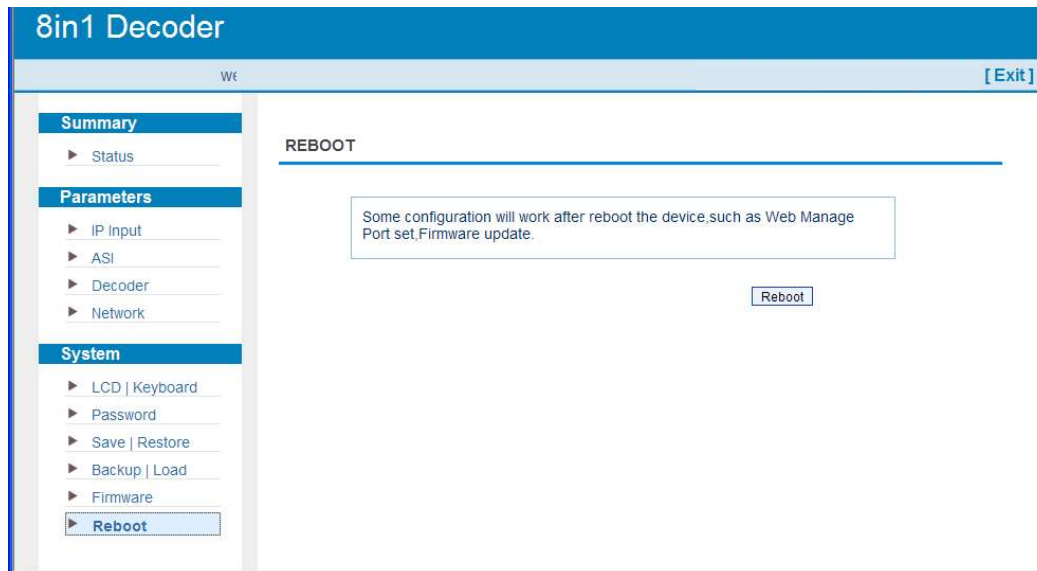 8in1 Decoder
[ Exit ]
Summary
Status
Parameters
IP Input
ASI
Decoder
Network
System
LCD | Keyboard
Password
Save | Restore
Backup | Load
Firmware
Reboot
REBOOT
Some configuration will work after reboot the device,such as Web Manage
Port set,Firmware update.
Reboot